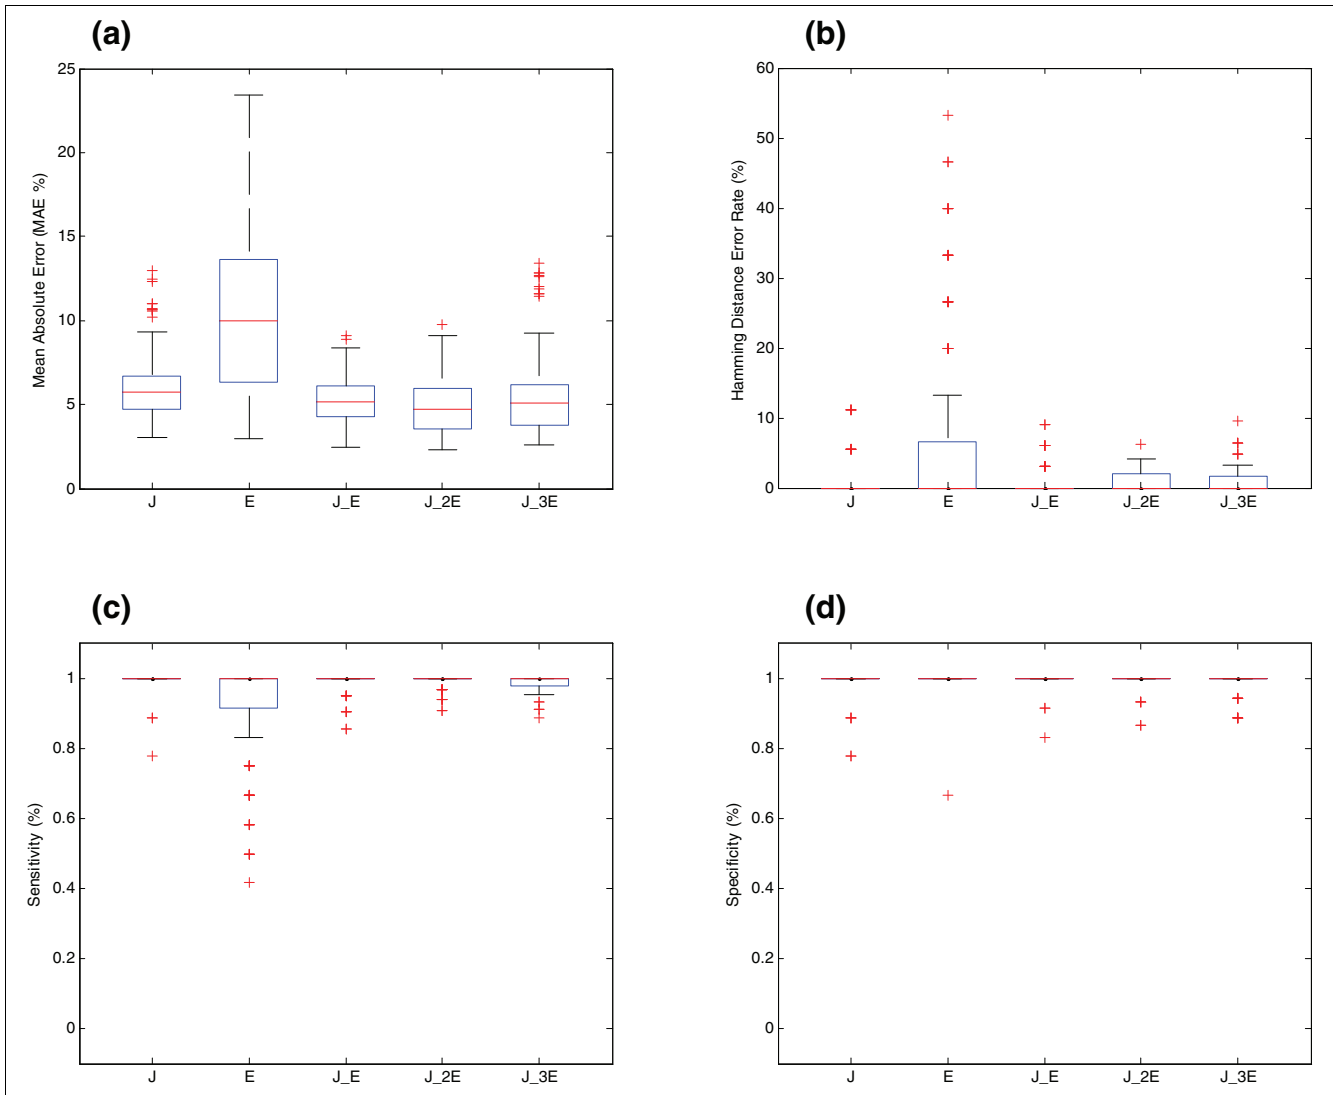 (a)
Mean Absolute Error (MAE %)
25
20
15
10
5
0
J E J_E J_2E J_3E
(b)
Hamming Distance Error Rate (%)
60
50
40
30
20
10
0
J E J_E J_2E J_3E
(c)
Sensitivity (%)
1
0.8
0.6
0.4
0.2
0
J E J_E J_2E J_3E
(d)
Specificity (%)
1
0.8
0.6
0.4
0.2
0
J E J_E J_2E J_3E